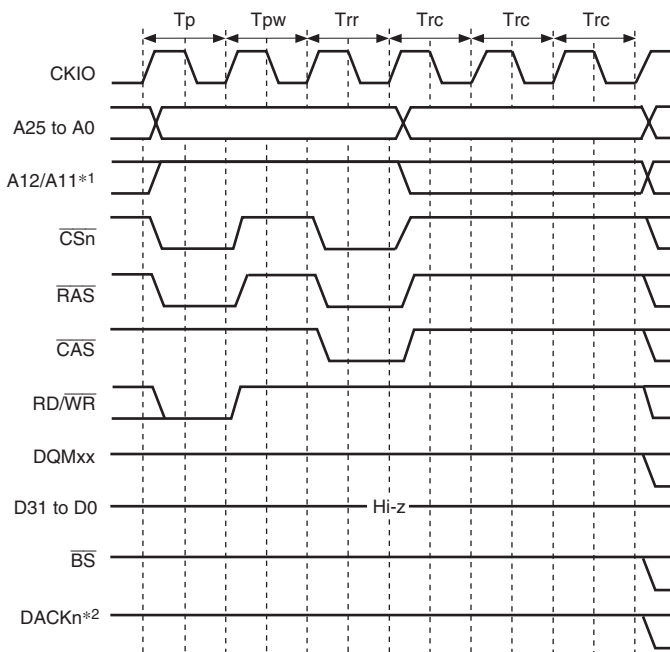 Tp Tpw Trr Trc Trc Trc
CKIO
A25 to A0
A12/A11*1
CSn
RAS
CAS
RD/WR
DQMxx
D31 to D0 Hi-z
BS
DACKn*2